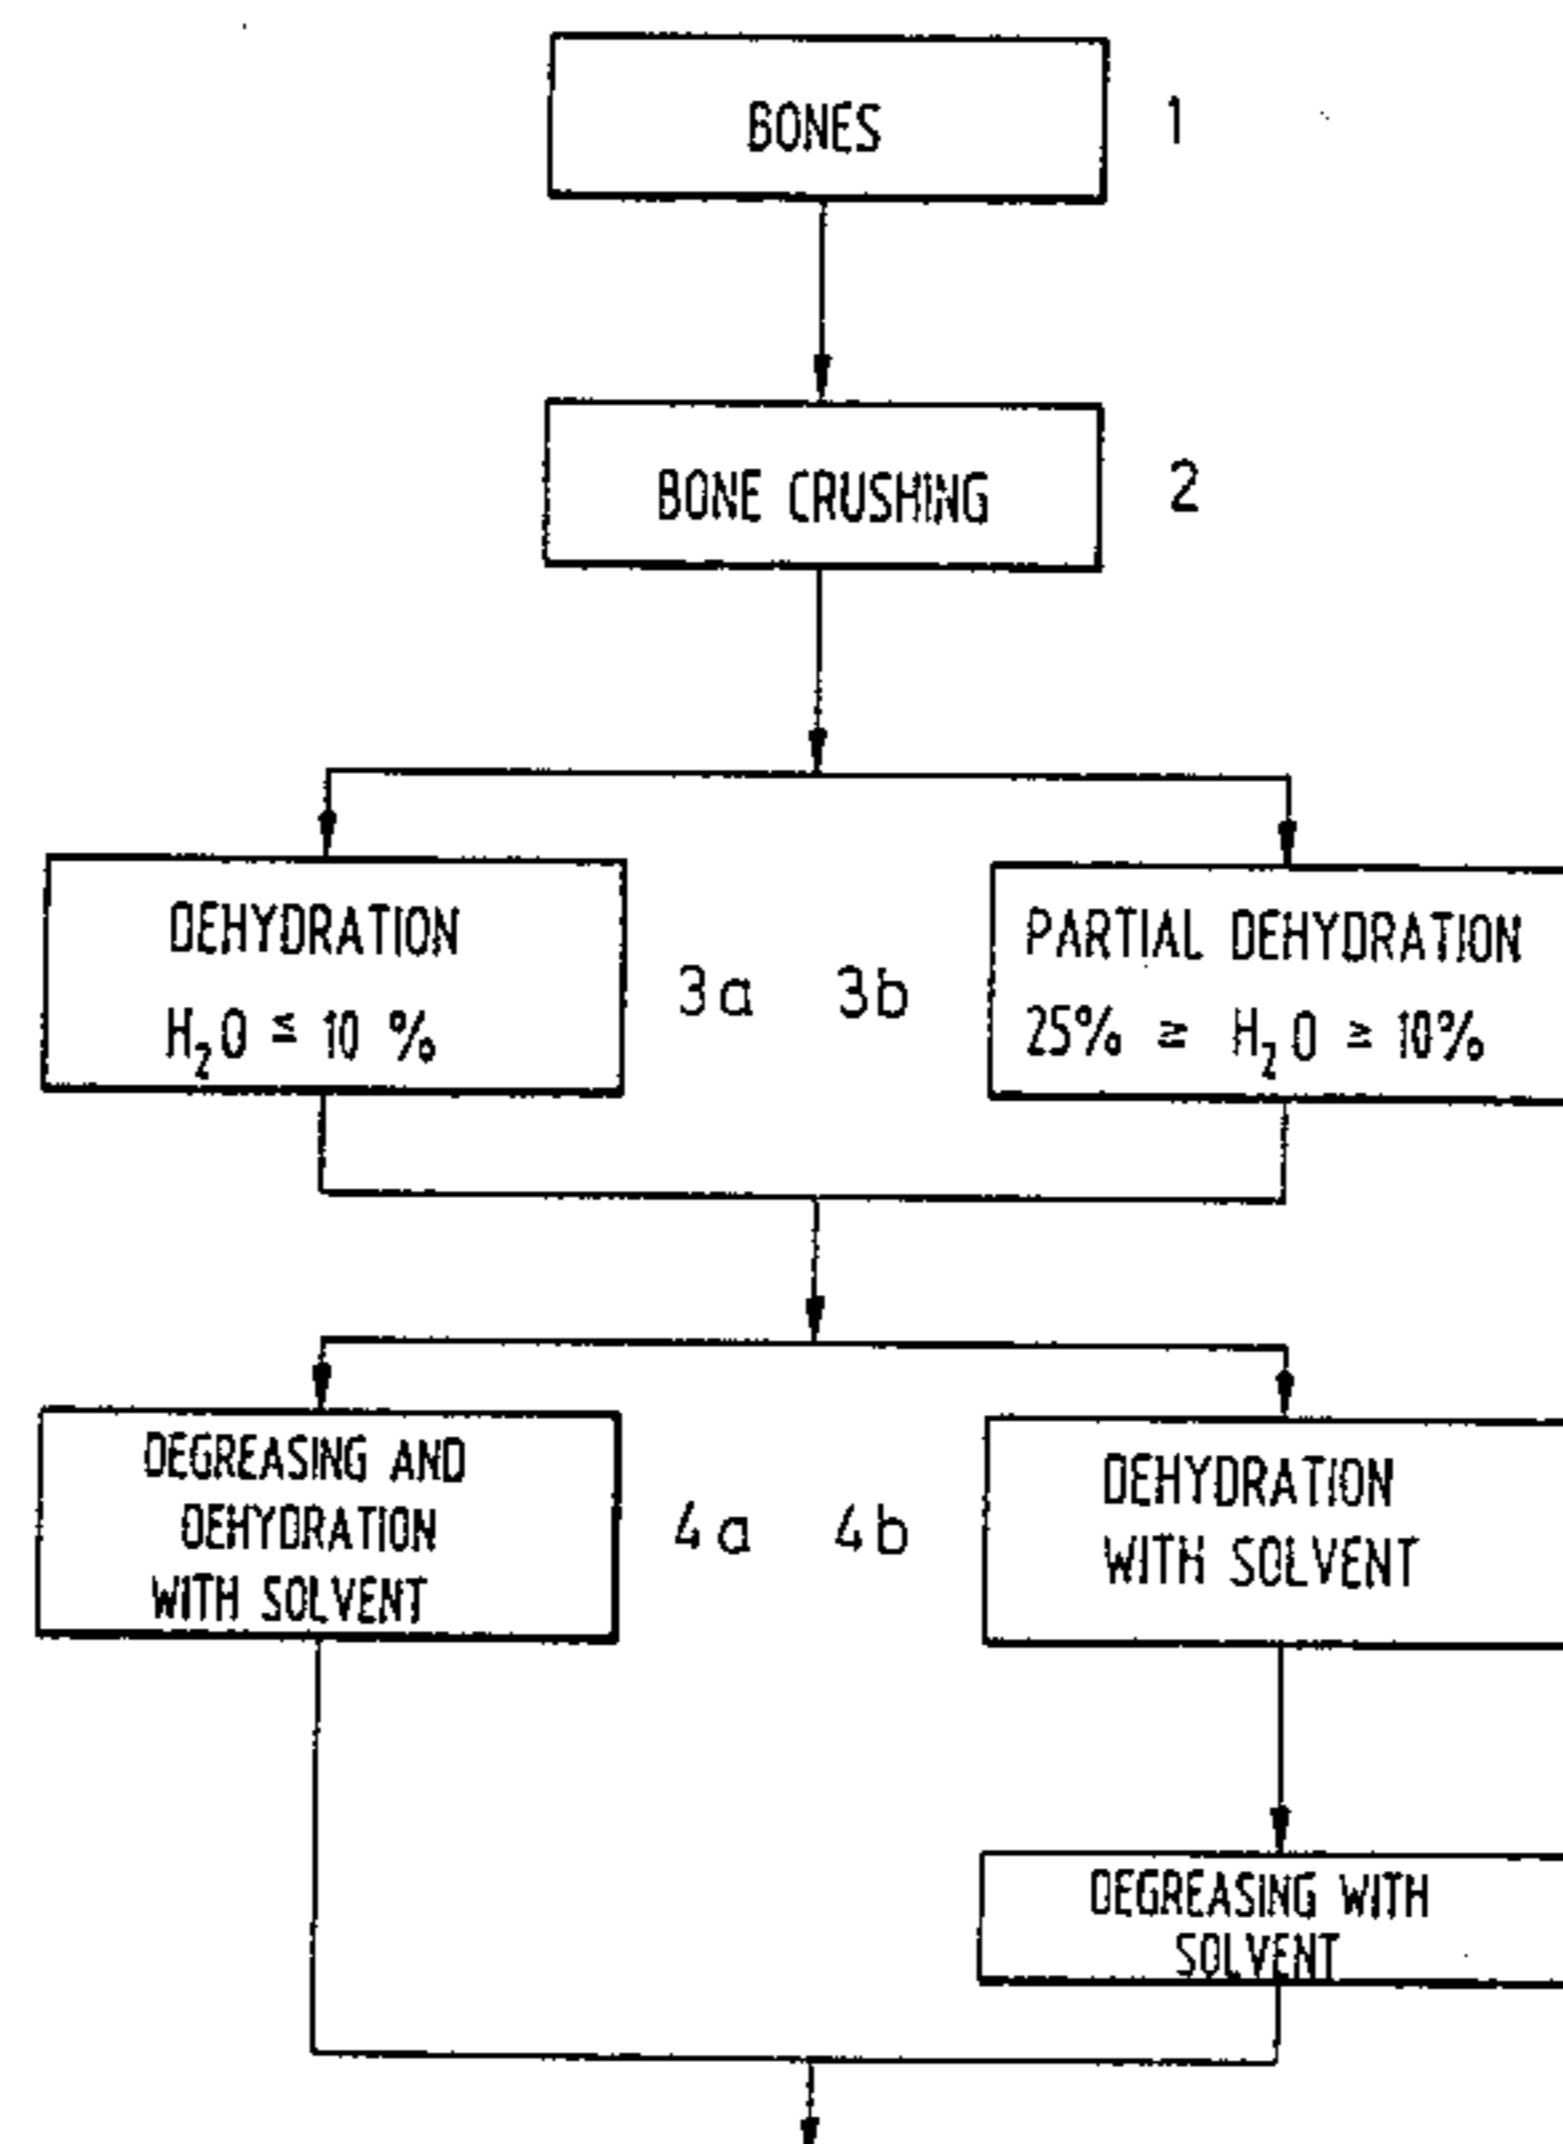 BONES
1
BONE CRUSHING
2
DEHYDRATION
H₂O ≤ 10 %
3a
3b
PARTIAL DEHYDRATION
25% ≥ H₂O ≥ 10%
DEGREASING AND
DEHYDRATION
WITH SOLVENT
4a
4b
DEHYDRATION
WITH SOLVENT
DEGREASING WITH
SOLVENT